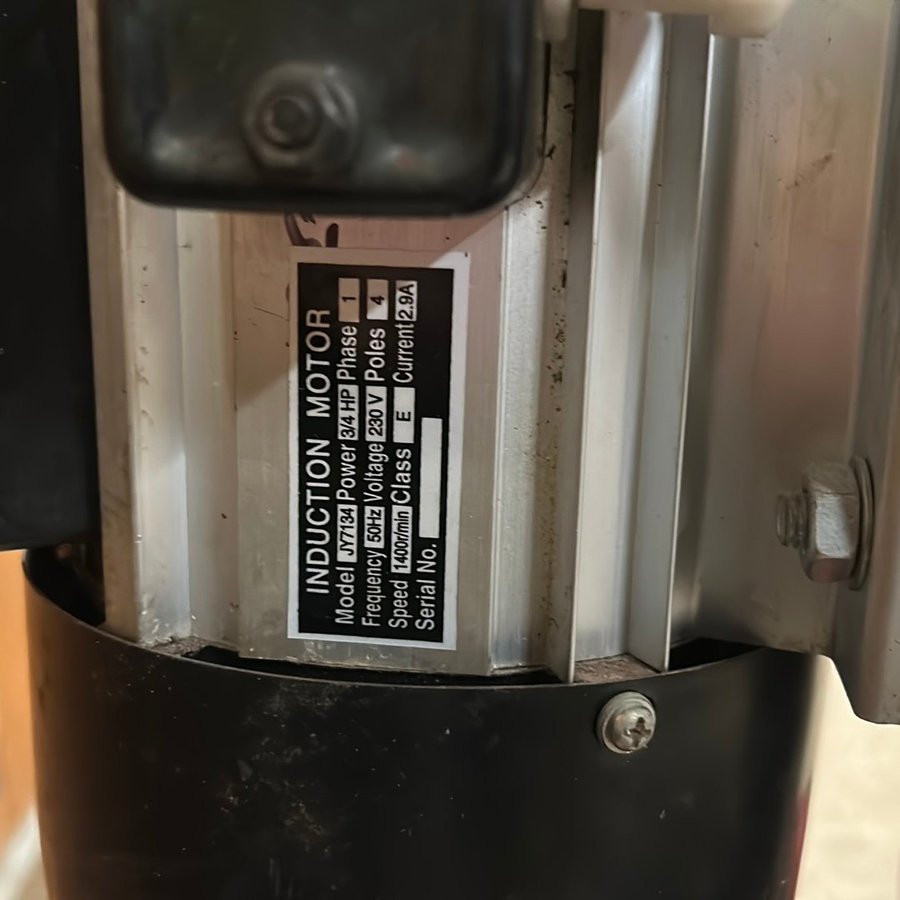 INDUCTION MOTOR
Model JY7134 Power 3/4 HP Phase 1
Frequency 50Hz Voltage 230 V Poles 4
Speed 1400r/min Class E Current 2.9A
Serial No.